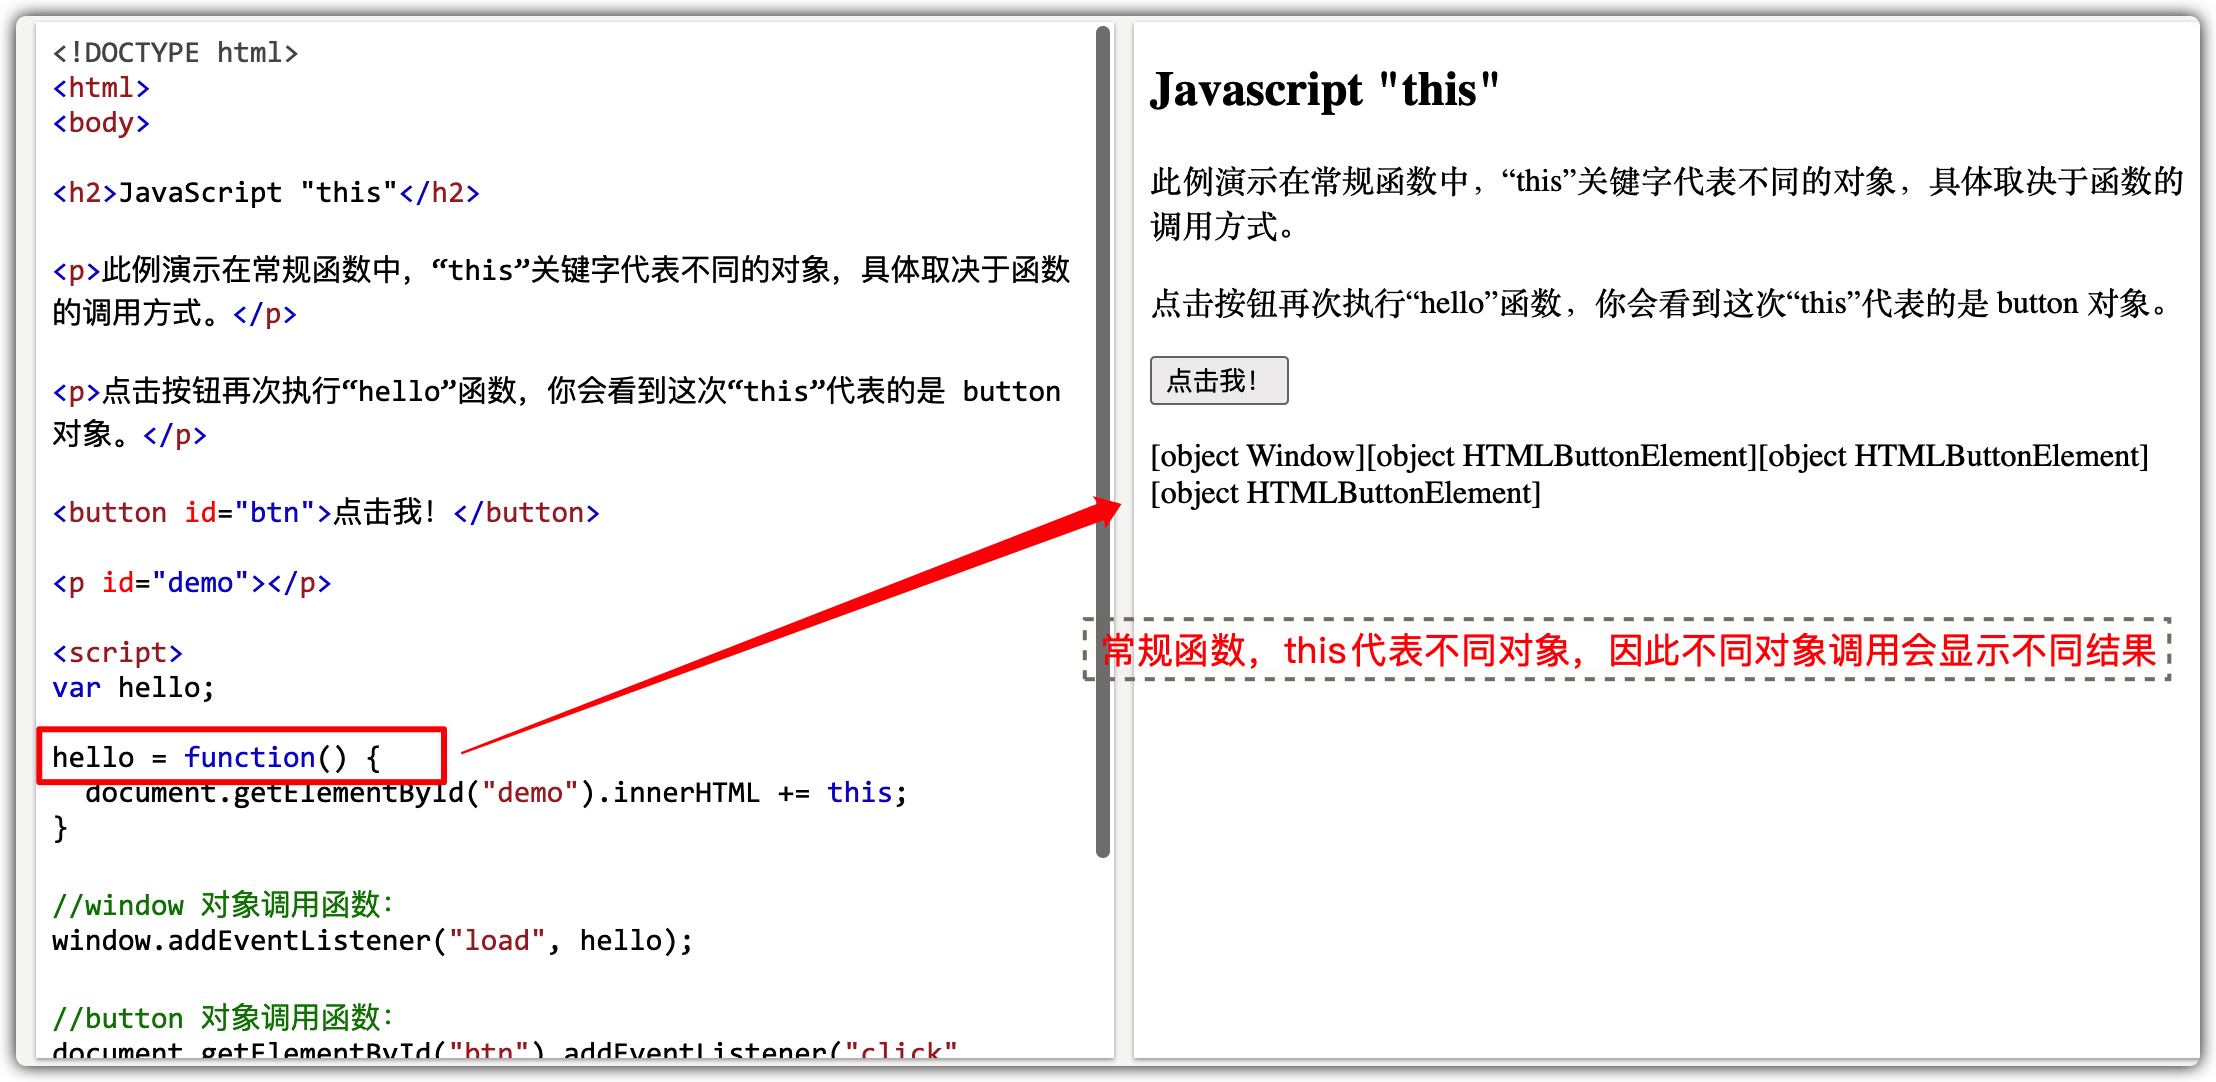 <!DOCTYPE html>
<html>
<body>
<h2>JavaScript "this"</h2>
<p>此例演示在常规函数中，“this”关键字代表不同的对象，具体取决于函数
的调用方式。</p>
<p>点击按钮再次执行“hello”函数，你会看到这次“this”代表的是 button
对象。</p>
<button id="btn">点击我！</button>
<p id="demo"></p>
<script>
var hello;
hello = function() {
  document.getElementById("demo").innerHTML += this;
}
//window 对象调用函数：
window.addEventListener("load", hello);
//button 对象调用函数：
document.getElementById("btn").addEventListener("click"
Javascript "this"
此例演示在常规函数中，“this”关键字代表不同的对象，具体取决于函数的
调用方式。
点击按钮再次执行“hello”函数，你会看到这次“this”代表的是 button 对象。
点击我！
[object Window][object HTMLButtonElement][object HTMLButtonElement]
[object HTMLButtonElement]
常规函数，this代表不同对象，因此不同对象调用会显示不同结果